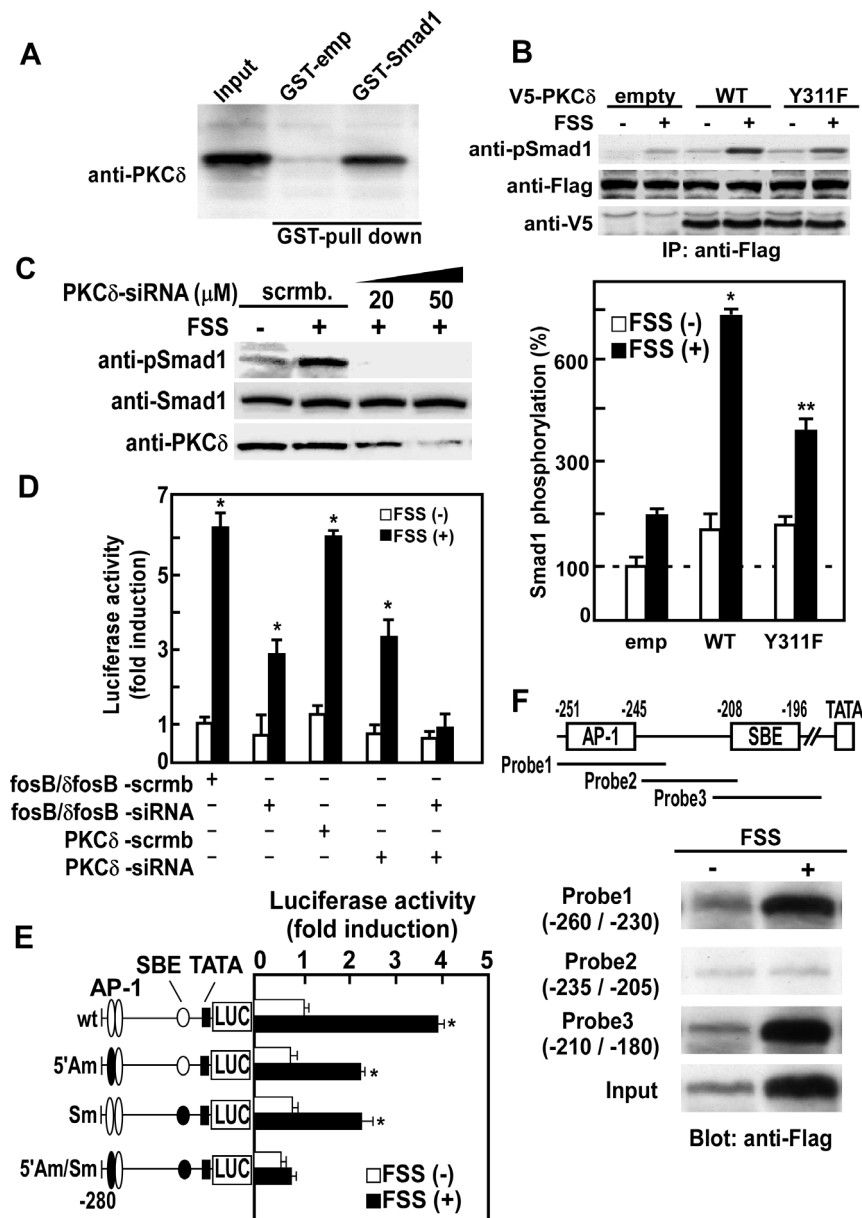 A
Input
GST-emp
GST-Smad1
anti-PKCδ
GST-pull down
B
V5-PKCδ empty WT Y311F
FSS - + - + - +
anti-pSmad1
anti-Flag
anti-V5
IP: anti-Flag
Smad1 phosphorylation (%)
600
300
100
0
FSS (-)
FSS (+)
*
**
emp WT Y311F
C
PKCδ-siRNA (μM) scrmb. 20 50
FSS - + + +
anti-pSmad1
anti-Smad1
anti-PKCδ
D
Luciferase activity
(fold induction)
7
5
3
1
0
FSS (-)
FSS (+)
* * * *
fosB/δfosB -scrmb + – – – –
fosB/δfosB -siRNA – + – – +
PKCδ -scrmb – – + – –
PKCδ -siRNA – – – + +
E
Luciferase activity
(fold induction)
0 1 2 3 4 5
SBE TATA
AP-1
wt LUC *
5'Am LUC *
Sm LUC *
5'Am/Sm LUC
-280
FSS (-)
FSS (+)
F
-251 -245 -208 -196 TATA
AP-1 SBE
Probe1
Probe2
Probe3
FSS
- +
Probe1
(-260 / -230)
Probe2
(-235 / -205)
Probe3
(-210 / -180)
Input
Blot: anti-Flag